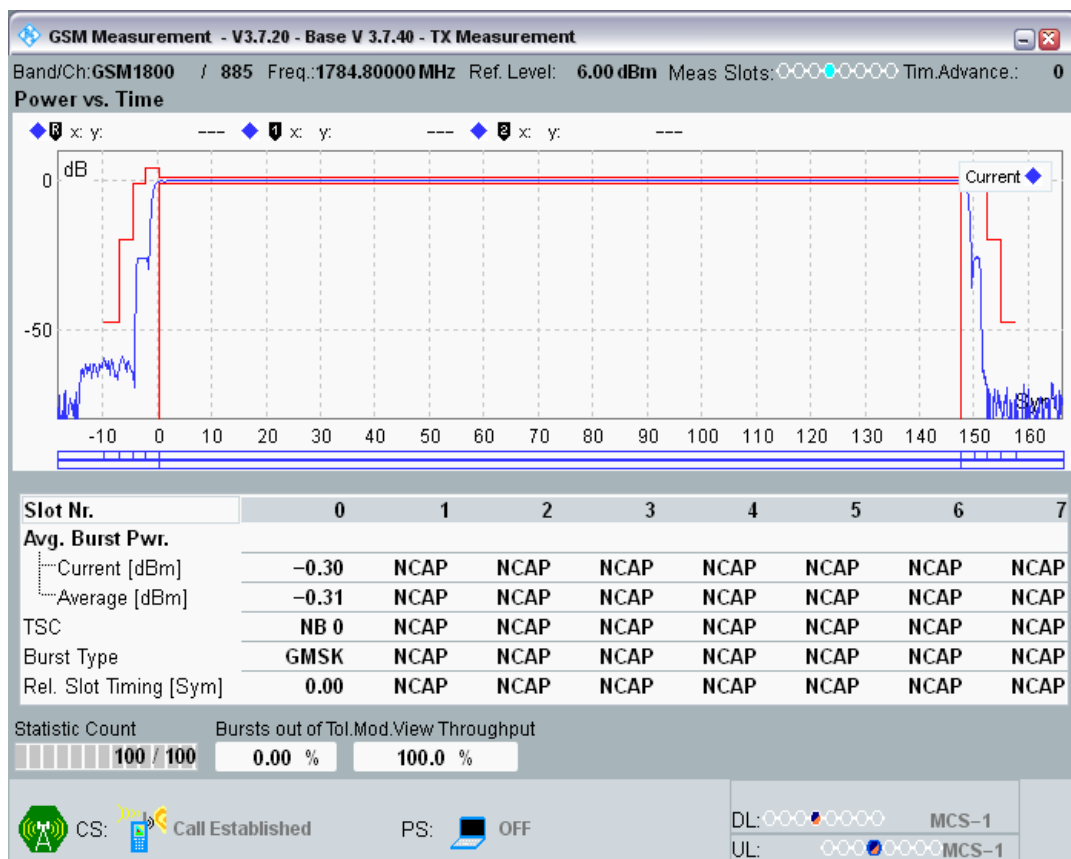 GSM Measurement - V3.7.20 - Base V 3.7.40 - TX Measurement
Band/Ch:GSM1800 / 885 Freq.:1784.80000 MHz Ref. Level: 6.00 dBm Meas Slots: Tim.Advance.: 0
Power vs. Time
R x: y: --- 1 x: y: --- 2 x: y: ---
dB
Current
0
-50
Sym
-10 0 10 20 30 40 50 60 70 80 90 100 110 120 130 140 150 160
Slot Nr. 0 1 2 3 4 5 6 7
Avg. Burst Pwr.
Current [dBm] −0.30 NCAP NCAP NCAP NCAP NCAP NCAP NCAP
Average [dBm] −0.31 NCAP NCAP NCAP NCAP NCAP NCAP NCAP
TSC NB 0 NCAP NCAP NCAP NCAP NCAP NCAP NCAP
Burst Type GMSK NCAP NCAP NCAP NCAP NCAP NCAP NCAP
Rel. Slot Timing [Sym] 0.00 NCAP NCAP NCAP NCAP NCAP NCAP NCAP
Statistic Count Bursts out of Tol. Mod.View Throughput
100 / 100 0.00 % 100.0 %
CS: Call Established PS: OFF
DL: MCS−1
UL: MCS−1